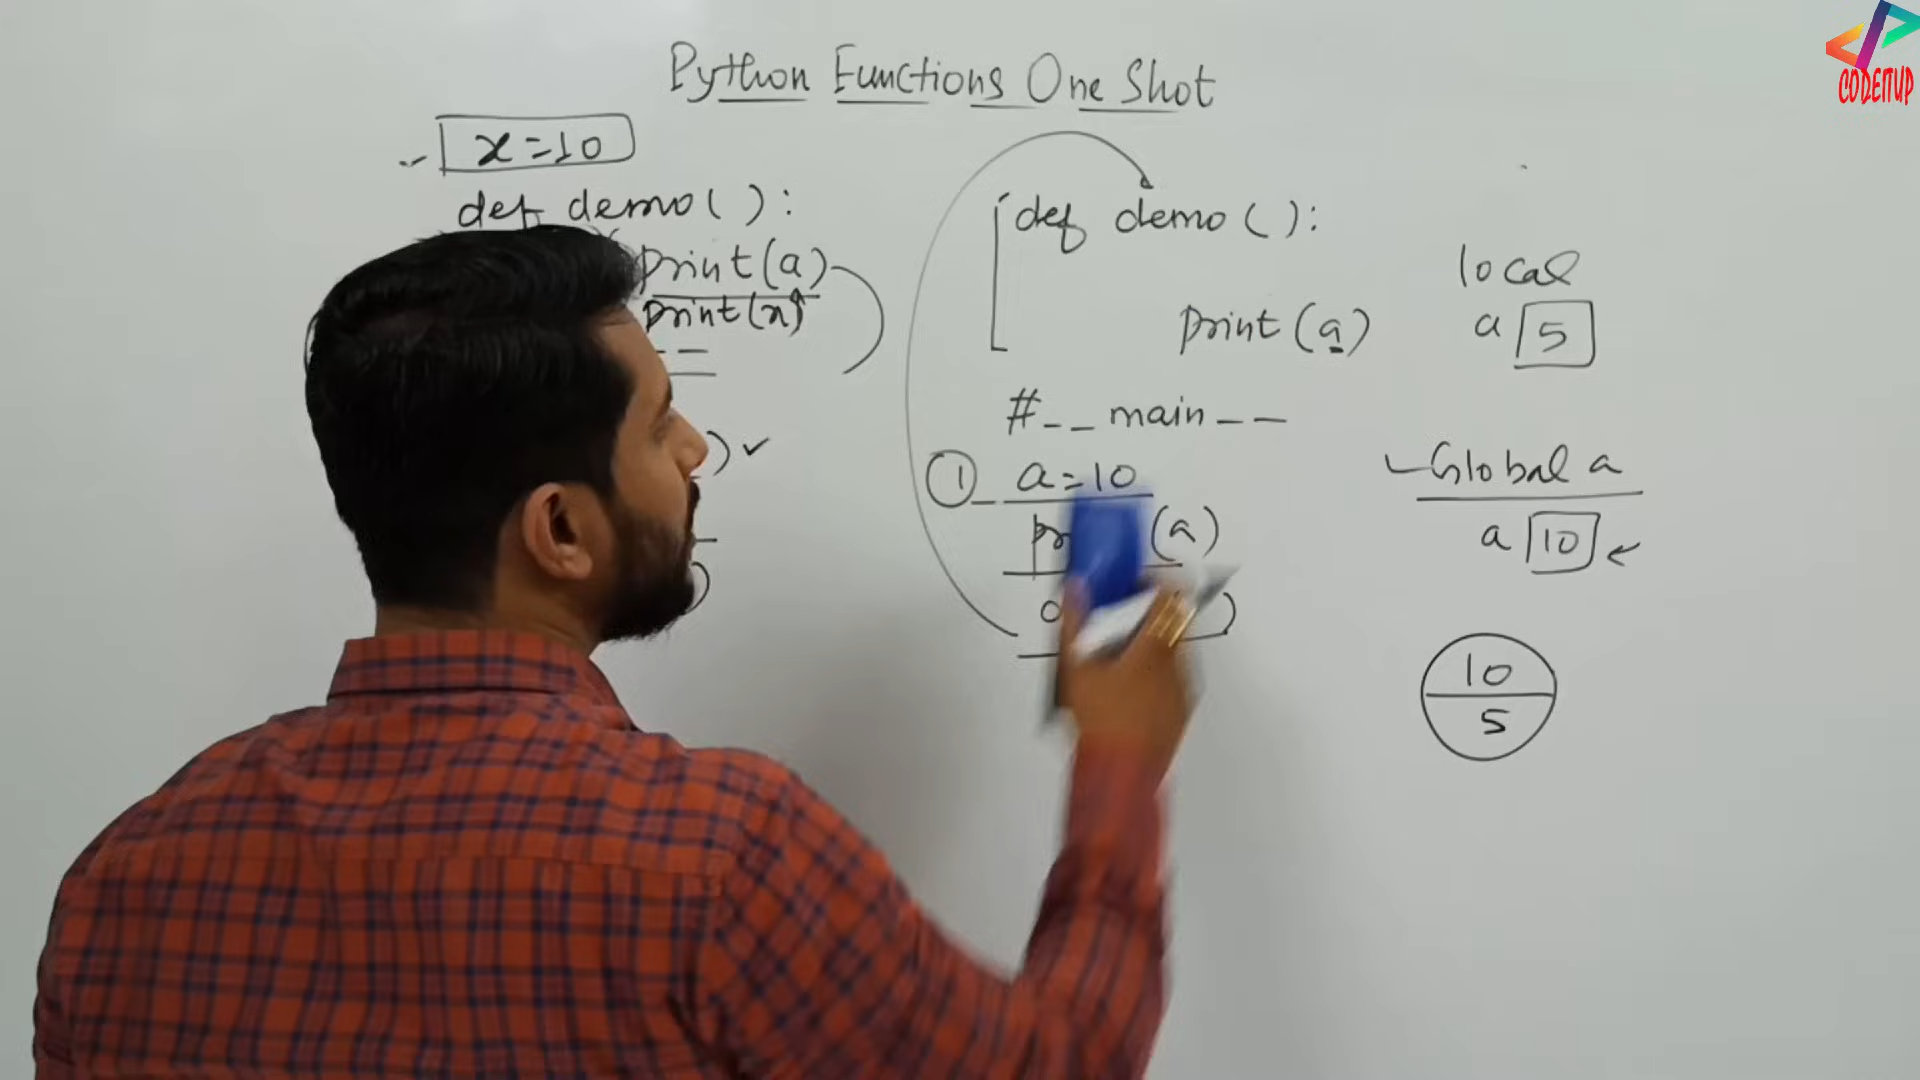 Python Functions One Shot
CODEITUP
x=10
def demo( ):
print(a)
print(x)
)
)
def demo( ):
print(a)
#__main__
1 a=10
(a)
)
local
a 5
Global a
a 10
10
5